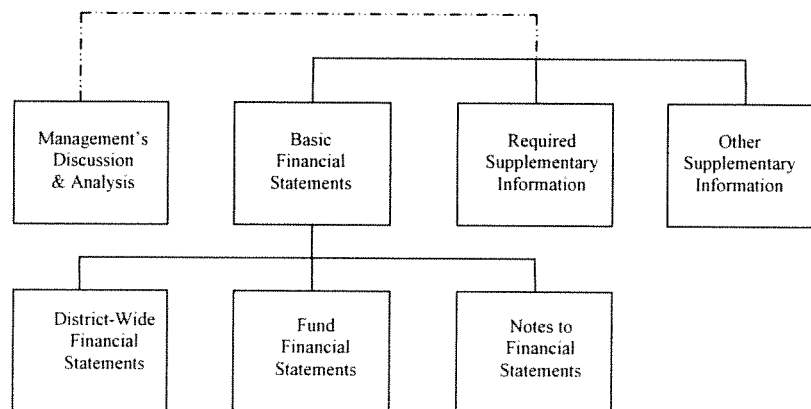 Management's
Discussion
& Analysis
Basic
Financial
Statements
Required
Supplementary
Information
Other
Supplementary
Information
District-Wide
Financial
Statements
Fund
Financial
Statements
Notes to
Financial
Statements